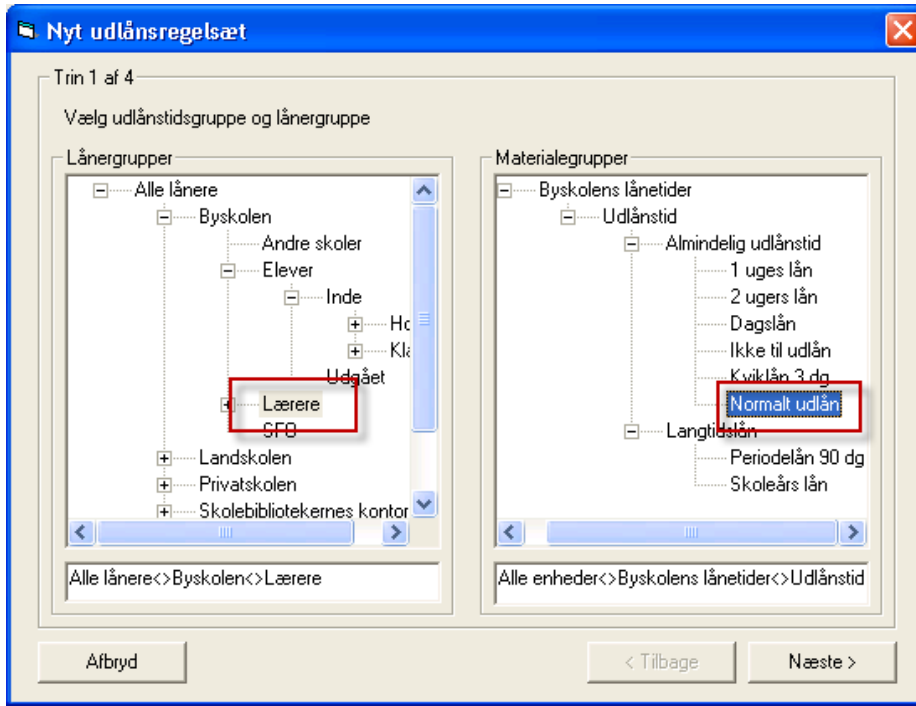 Nyt udlånsregelsæt
Trin 1 af 4
Vælg udlånstidsgruppe og lånergruppe
Lånergrupper
Alle lånere
Byskolen
Andre skoler
Elever
Inde
Ho
Kla
Udgået
Lærere
SFO
Landskolen
Privatskolen
Skolebibliotekernes kontor
Alle lånere<>Byskolen<>Lærere
Materialegrupper
Byskolens lånetider
Udlånstid
Almindelig udlånstid
1 uges lån
2 ugers lån
Dagslån
Ikke til udlån
Kviklån 3 dg
Normalt udlån
Langtidslån
Periodelån 90 dg
Skoleårs lån
Alle enheder<>Byskolens lånetider<>Udlånstid
Afbryd
< Tilbage
Næste >